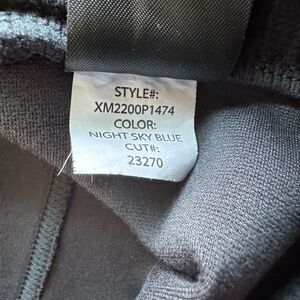 STYLE#:
XM2200P1474
COLOR:
NIGHT SKY BLUE
CUT#:
23270